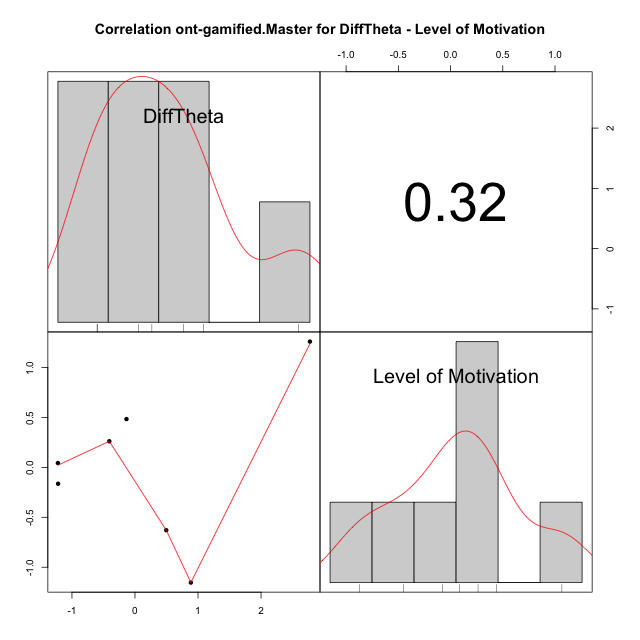 Correlation ont-gamified.Master for DiffTheta - Level of Motivation
-1.0 0.0 0.5 1.0
DiffTheta
0.32
2
1
0
-1
Level of Motivation
1.0
0.5
0.0
-0.5
-1.0
-1 0 1 2